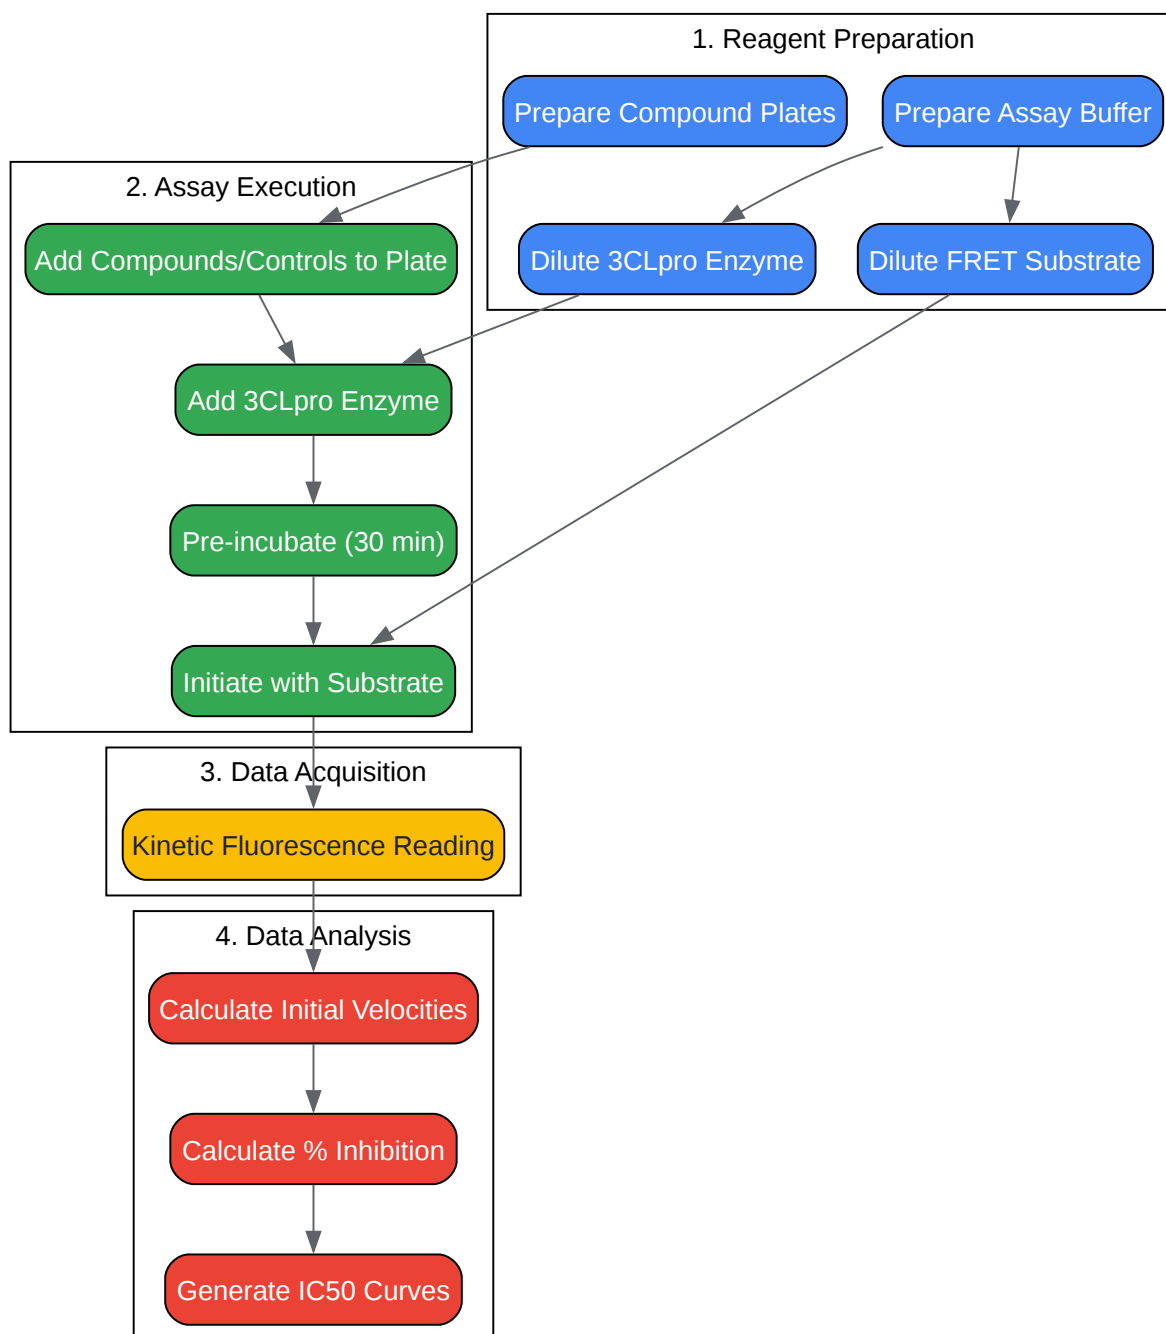 1. Reagent Preparation
Prepare Compound Plates
Prepare Assay Buffer
Dilute 3CLpro Enzyme
Dilute FRET Substrate
2. Assay Execution
Add Compounds/Controls to Plate
Add 3CLpro Enzyme
Pre-incubate (30 min)
Initiate with Substrate
3. Data Acquisition
Kinetic Fluorescence Reading
4. Data Analysis
Calculate Initial Velocities
Calculate % Inhibition
Generate IC50 Curves